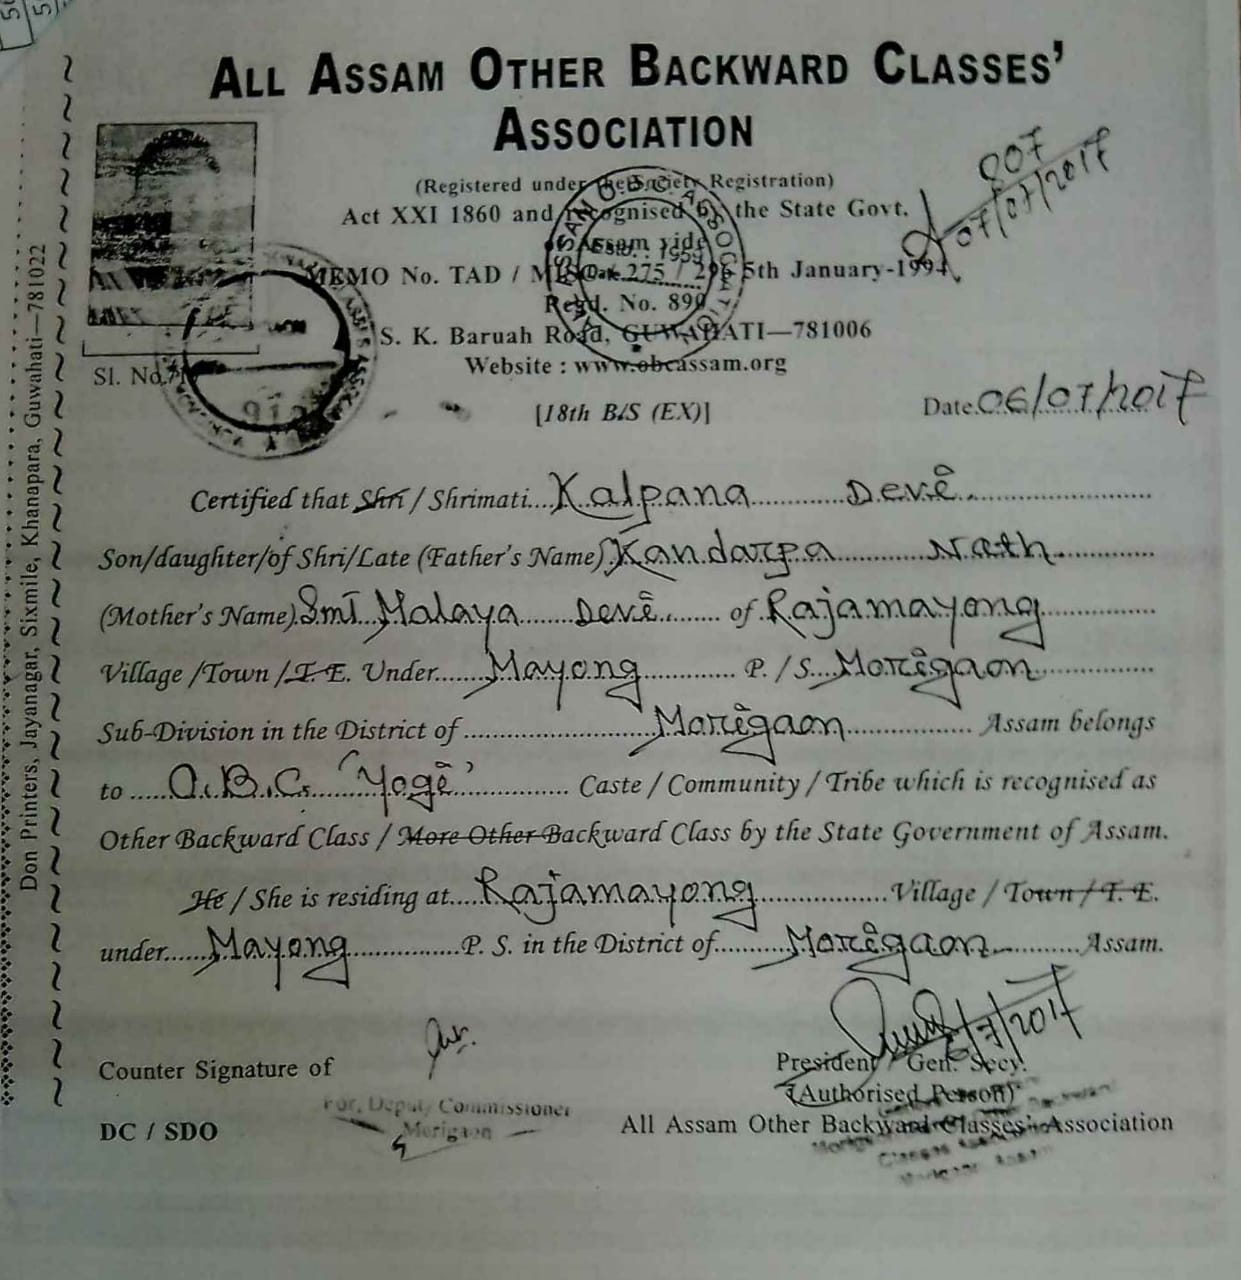 ALL ASSAM OTHER BACKWARD CLASSES'
ASSOCIATION
(Registered under the Society Registration)
Act XXI 1860 and recognised by the State Govt.
Assam vide
MEMO No. TAD / 275 / 5th January-1994
Regd. No. 890
S. K. Baruah Road, GUWAHATI—781006
Website : www.obcassam.org
[18th B/S (EX)]
007
07/07/2017
Sl. No.
Date 06/07/2017
Certified that Shri / Shrimati Kalpana Devi
Son/daughter/of Shri/Late (Father's Name) Kandarpa Nath
(Mother's Name) Smt Malaya Devi of Rajamayong
Village /Town /T. E. Under Mayong P. / S. Morigaon
Sub-Division in the District of Morigaon Assam belongs
to O.B.C. 'Yogi' Caste / Community / Tribe which is recognised as
Other Backward Class / More Other Backward Class by the State Government of Assam.
He / She is residing at Rajamayong Village / Town / T. E.
under Mayong P. S. in the District of Morigaon Assam.
6/7/2017
Counter Signature of
President / Gen. Secy.
(Authorised Person)
For, Deputy Commissioner
Morigaon
DC / SDO
All Assam Other Backward Classes' Association
Don Printers, Jayanagar, Sixmile, Khanapara, Guwahati—781022